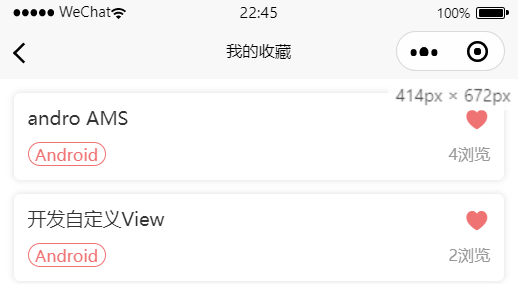 WeChat 22:45 100%
我的收藏
414px × 672px
andro AMS
Android 4浏览
开发自定义View
Android 2浏览